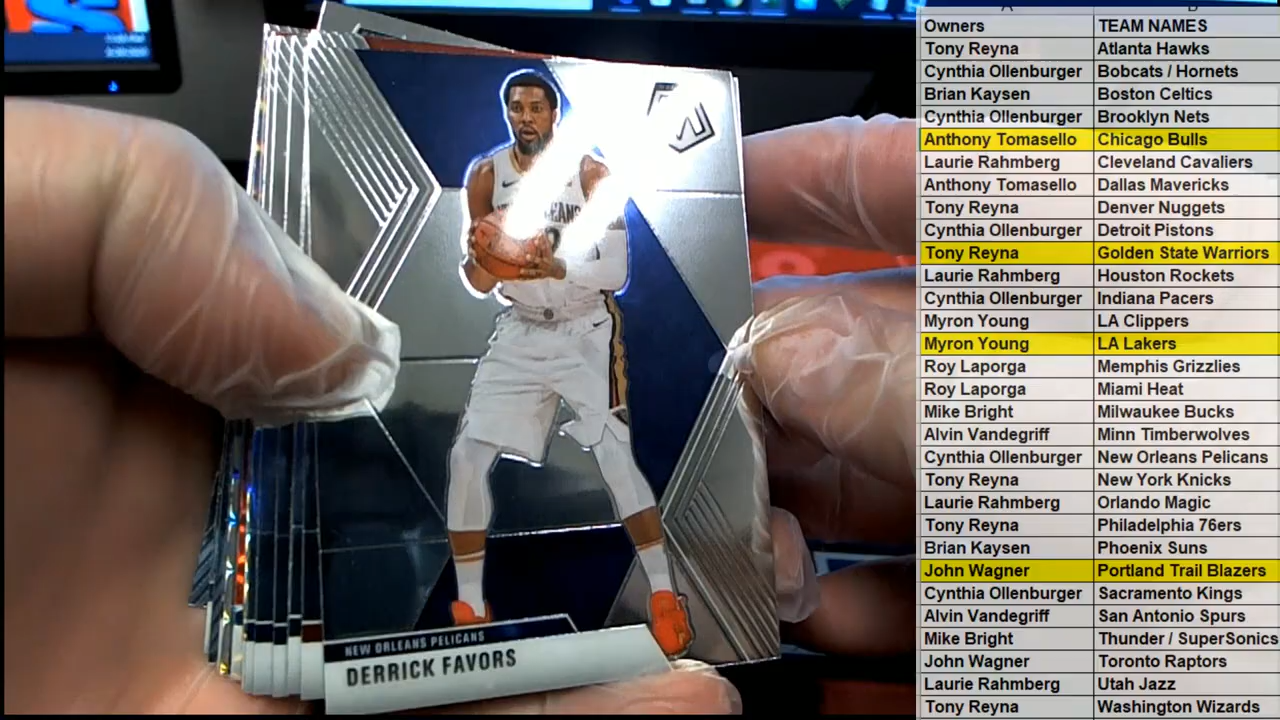 NEW ORLEANS PELICANS
DERRICK FAVORS
Owners TEAM NAMES
Tony Reyna Atlanta Hawks
Cynthia Ollenburger Bobcats / Hornets
Brian Kaysen Boston Celtics
Cynthia Ollenburger Brooklyn Nets
Anthony Tomasello Chicago Bulls
Laurie Rahmberg Cleveland Cavaliers
Anthony Tomasello Dallas Mavericks
Tony Reyna Denver Nuggets
Cynthia Ollenburger Detroit Pistons
Tony Reyna Golden State Warriors
Laurie Rahmberg Houston Rockets
Cynthia Ollenburger Indiana Pacers
Myron Young LA Clippers
Myron Young LA Lakers
Roy Laporga Memphis Grizzlies
Roy Laporga Miami Heat
Mike Bright Milwaukee Bucks
Alvin Vandegriff Minn Timberwolves
Cynthia Ollenburger New Orleans Pelicans
Tony Reyna New York Knicks
Laurie Rahmberg Orlando Magic
Tony Reyna Philadelphia 76ers
Brian Kaysen Phoenix Suns
John Wagner Portland Trail Blazers
Cynthia Ollenburger Sacramento Kings
Alvin Vandegriff San Antonio Spurs
Mike Bright Thunder / SuperSonics
John Wagner Toronto Raptors
Laurie Rahmberg Utah Jazz
Tony Reyna Washington Wizards